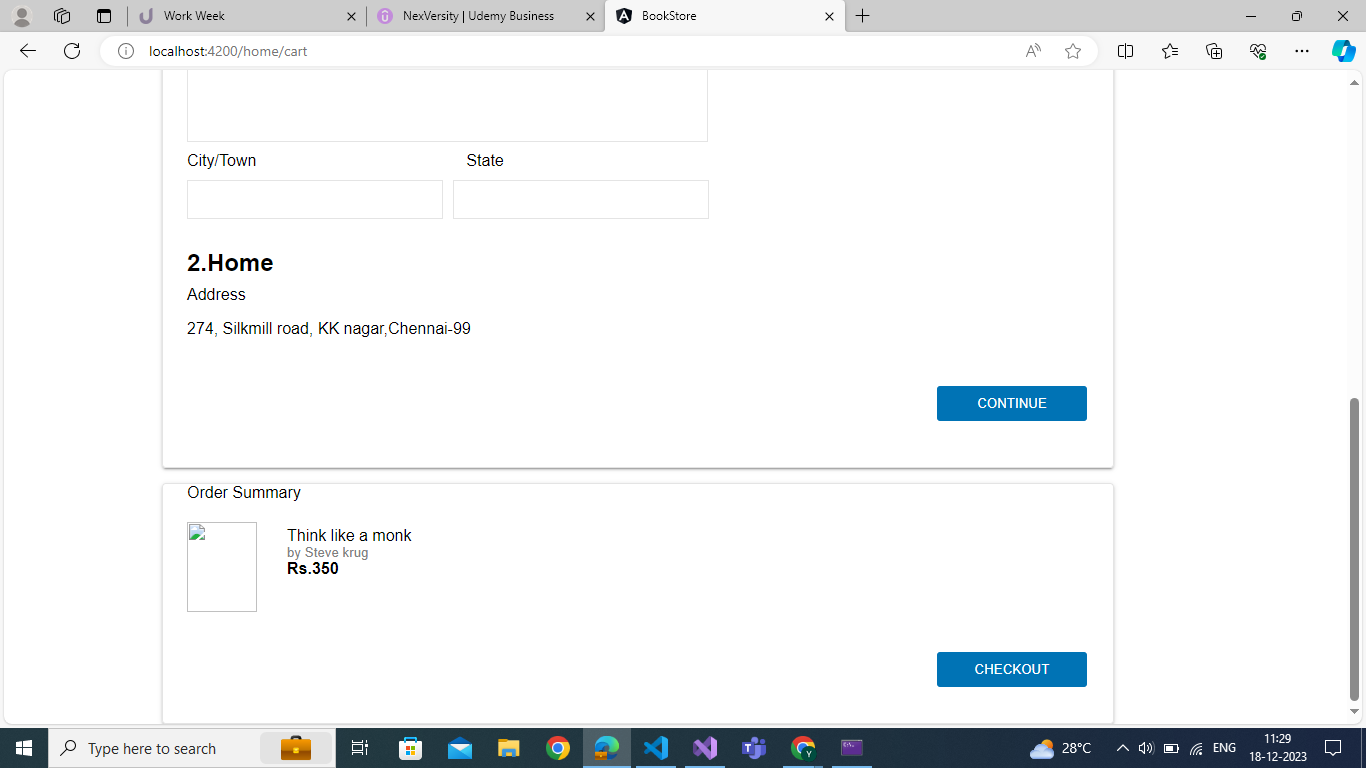 Work Week
NexVersity | Udemy Business
BookStore
localhost:4200/home/cart
City/Town State
2.Home
Address
274, Silkmill road, KK nagar,Chennai-99
CONTINUE
Order Summary
Think like a monk
by Steve krug
Rs.350
CHECKOUT
Type here to search
28°C
ENG
11:29
18-12-2023